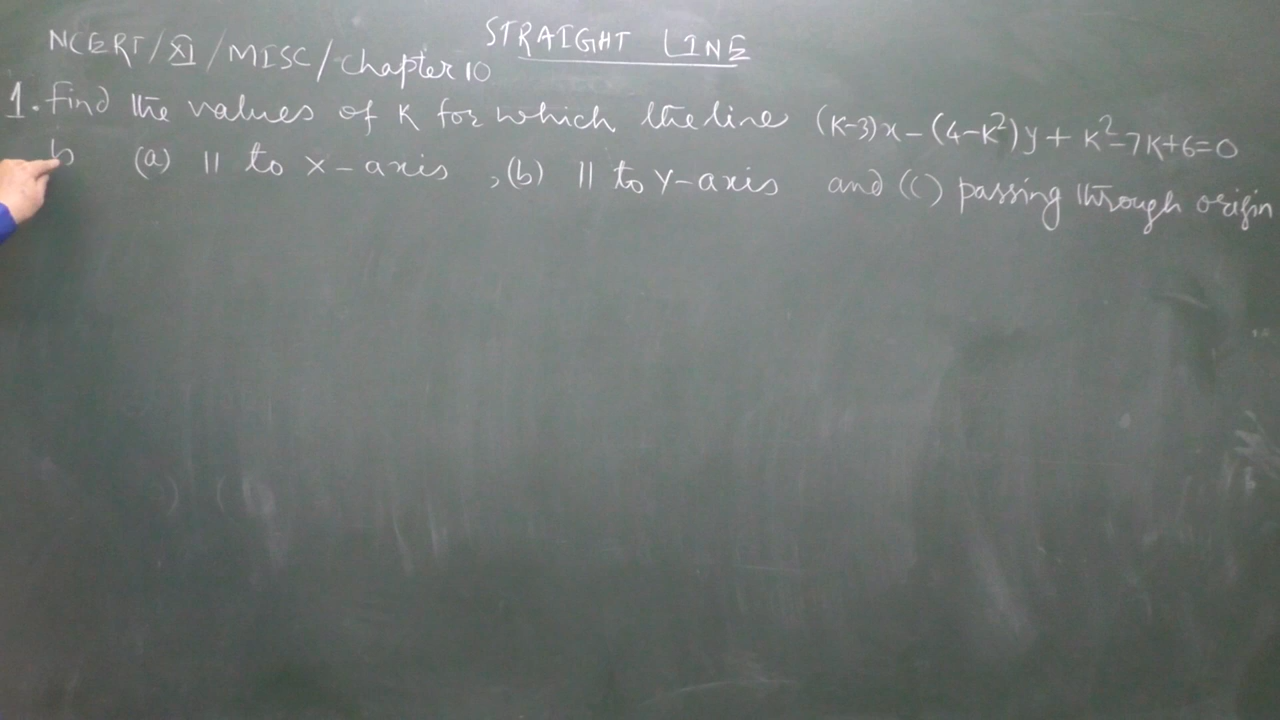 STRAIGHT LINE
NCERT/XI/MISC/Chapter 10
1. Find the values of K for which the line (K-3)x-(4-K²)y+K²-7K+6=0
b (a) || to X-axis, (b) || to Y-axis and (C) passing through origin